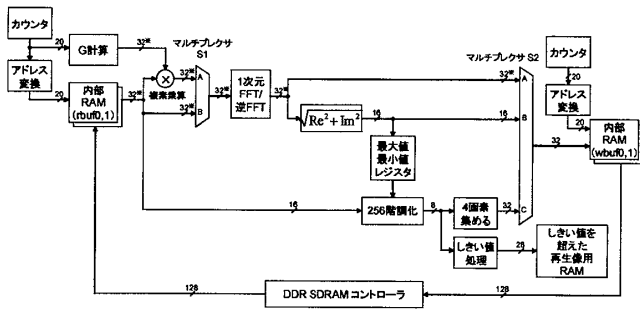 カウンタ
20
20
G計算
32※
マルチプレクサ
S1
アドレス
変換
20
内部
RAM
(rbuf0,1)
32※
複素乗算
32※
A
32※
B
32※
1次元
FFT/
逆FFT
32※
√Re²+Im²
16
最大値
最小値
レジスタ
16
256階調化
8
4画素
集める
32
しきい値
処理
26
しきい値を
超えた
再生像用
RAM
マルチプレクサ S2
32※
A
16
B
C
32
カウンタ
20
アドレス
変換
20
内部
RAM
(wbuf0,1)
128
DDR SDRAM コントローラ
128